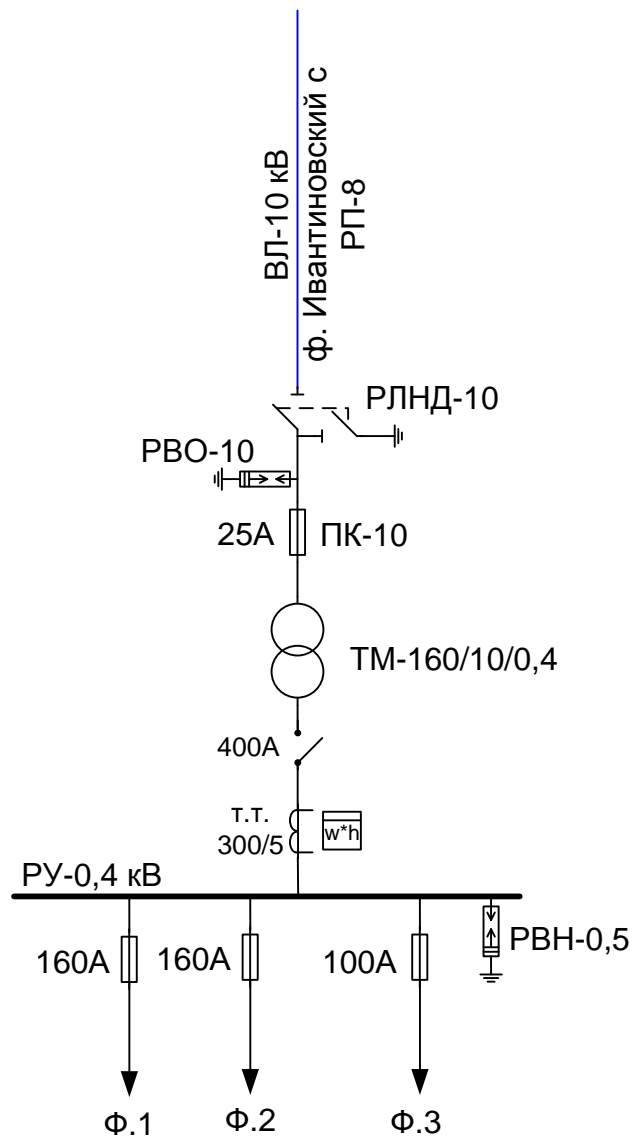 ВЛ-10 кВ
ф. Ивантиновский с
РП-8
РЛНД-10
РВО-10
25А
ПК-10
ТМ-160/10/0,4
400А
т.т.
300/5
w*h
РУ-0,4 кВ
160А
160А
100А
РВН-0,5
Ф.1
Ф.2
Ф.3